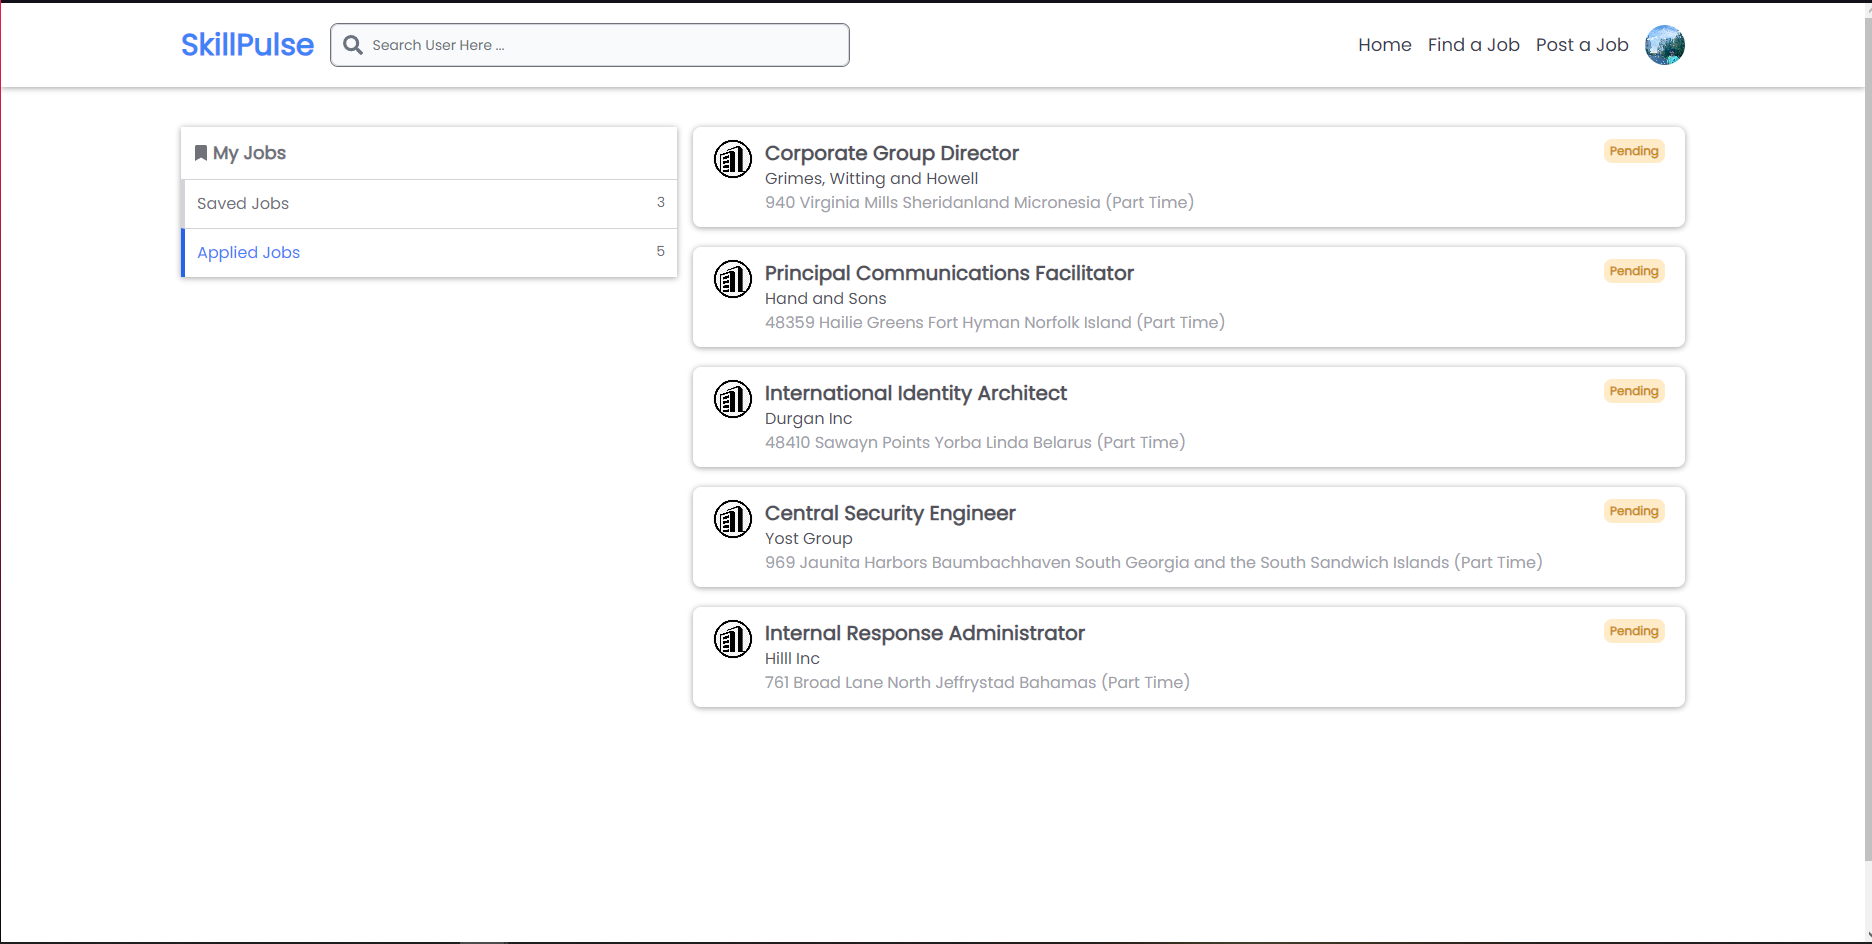 SkillPulse
Search User Here ...
Home
Find a Job
Post a Job
My Jobs
Saved Jobs 3
Applied Jobs 5
Corporate Group Director
Pending
Grimes, Witting and Howell
940 Virginia Mills Sheridanland Micronesia (Part Time)
Principal Communications Facilitator
Pending
Hand and Sons
48359 Hailie Greens Fort Hyman Norfolk Island (Part Time)
International Identity Architect
Pending
Durgan Inc
48410 Sawayn Points Yorba Linda Belarus (Part Time)
Central Security Engineer
Pending
Yost Group
969 Jaunita Harbors Baumbachhaven South Georgia and the South Sandwich Islands (Part Time)
Internal Response Administrator
Pending
Hilll Inc
761 Broad Lane North Jeffrystad Bahamas (Part Time)